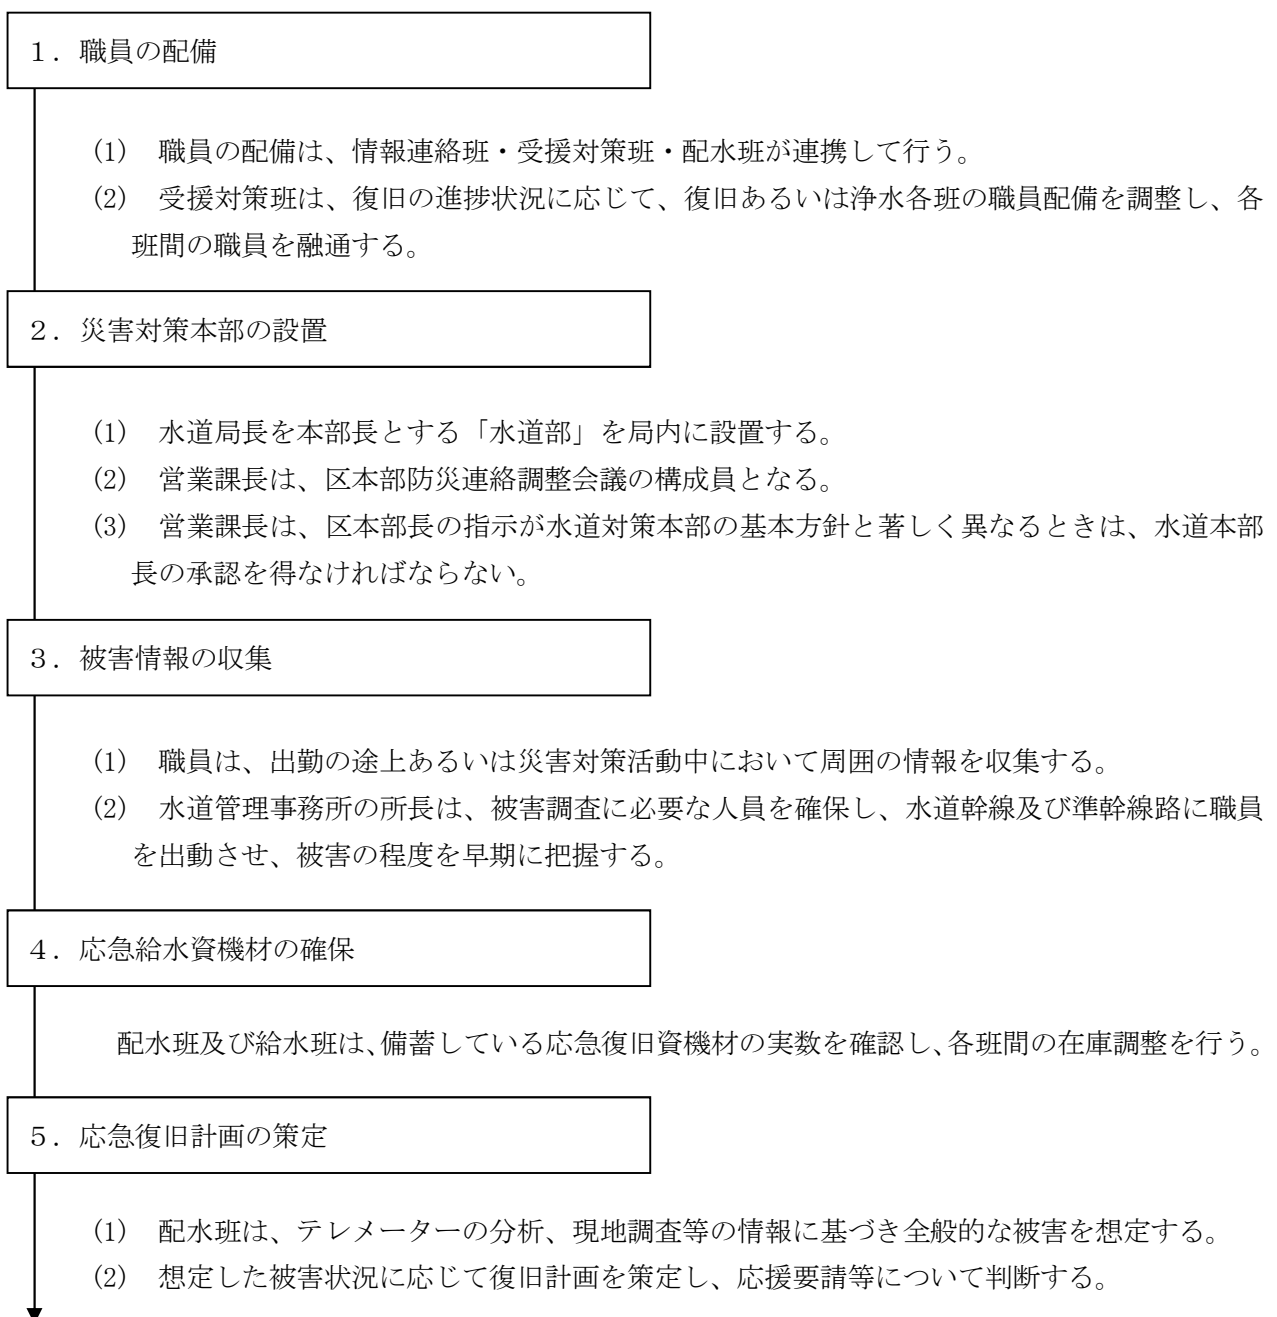 １．職員の配備
(1)　職員の配備は、情報連絡班・受援対策班・配水班が連携して行う。
(2)　受援対策班は、復旧の進捗状況に応じて、復旧あるいは浄水各班の職員配備を調整し、各
班間の職員を融通する。
２．災害対策本部の設置
(1)　水道局長を本部長とする「水道部」を局内に設置する。
(2)　営業課長は、区本部防災連絡調整会議の構成員となる。
(3)　営業課長は、区本部長の指示が水道対策本部の基本方針と著しく異なるときは、水道本部
長の承認を得なければならない。
３．被害情報の収集
(1)　職員は、出勤の途上あるいは災害対策活動中において周囲の情報を収集する。
(2)　水道管理事務所の所長は、被害調査に必要な人員を確保し、水道幹線及び準幹線路に職員
を出動させ、被害の程度を早期に把握する。
４．応急給水資機材の確保
配水班及び給水班は、備蓄している応急復旧資機材の実数を確認し、各班間の在庫調整を行う。
５．応急復旧計画の策定
(1)　配水班は、テレメーターの分析、現地調査等の情報に基づき全般的な被害を想定する。
(2)　想定した被害状況に応じて復旧計画を策定し、応援要請等について判断する。